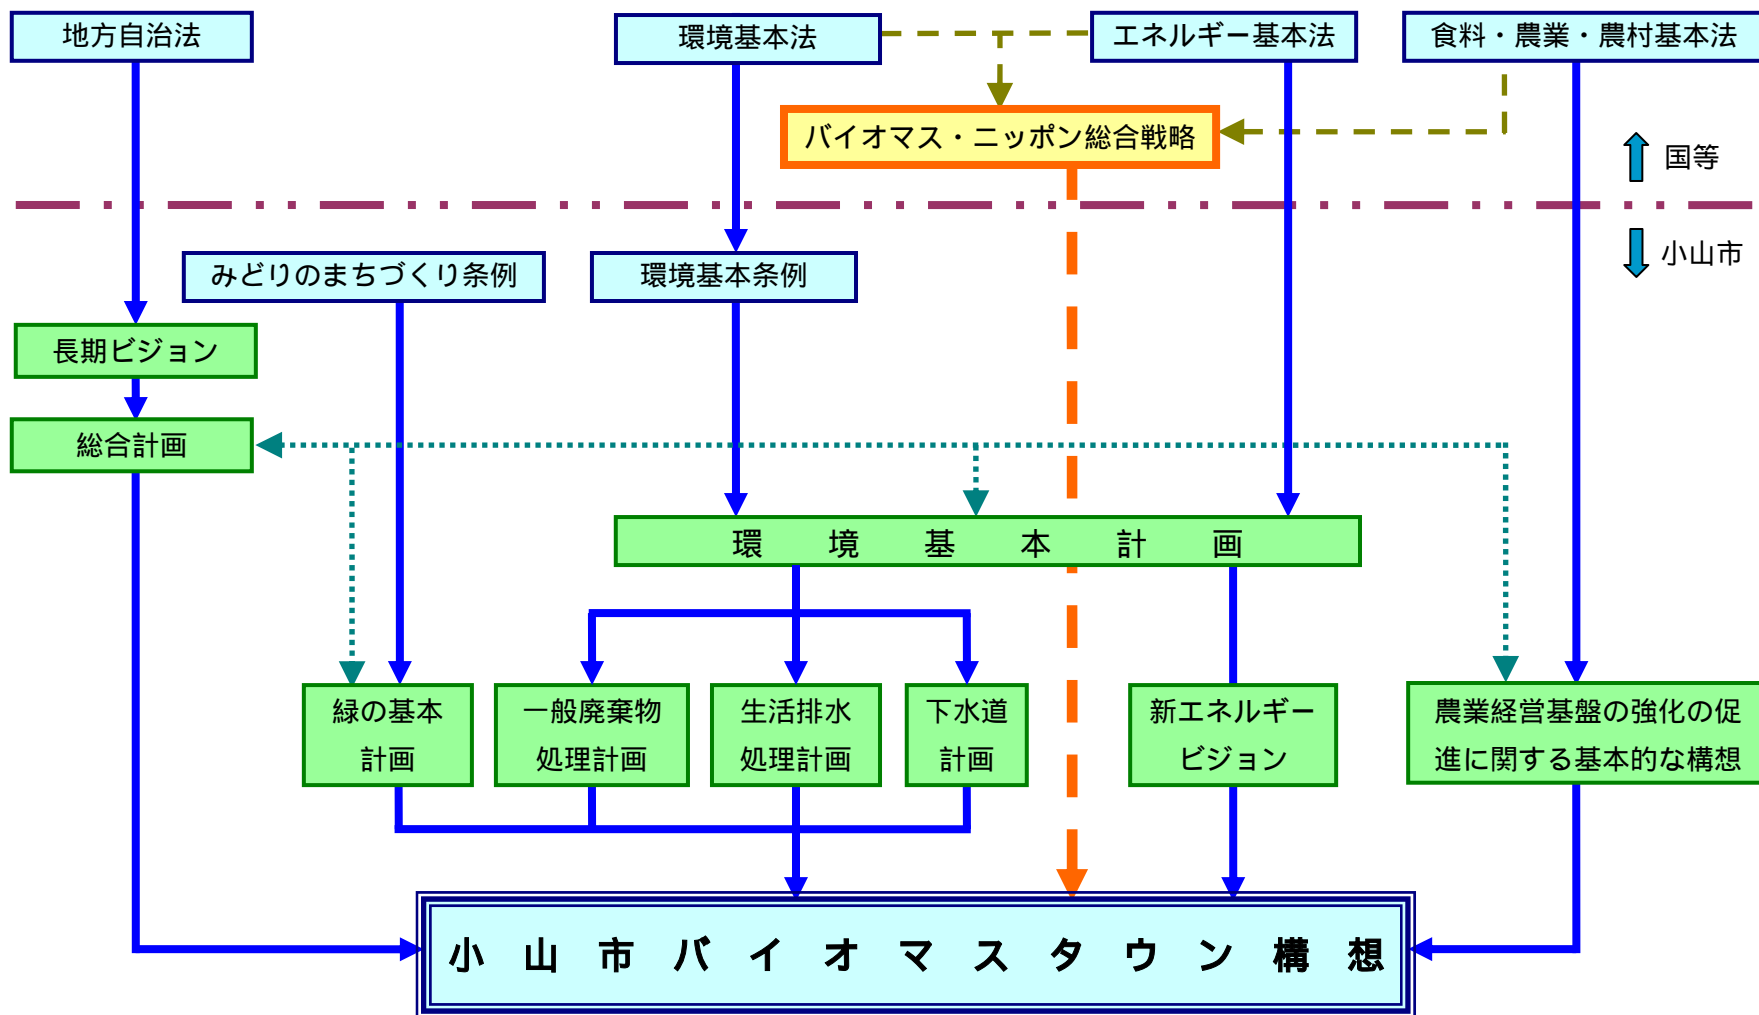 地方自治法
環境基本法
エネルギー基本法
食料・農業・農村基本法
バイオマス・ニッポン総合戦略
国等
小山市
みどりのまちづくり条例
環境基本条例
長期ビジョン
総合計画
環境基本計画
緑の基本
計画
一般廃棄物
処理計画
生活排水
処理計画
下水道
計画
新エネルギー
ビジョン
農業経営基盤の強化の促
進に関する基本的な構想
小山市バイオマスタウン構想